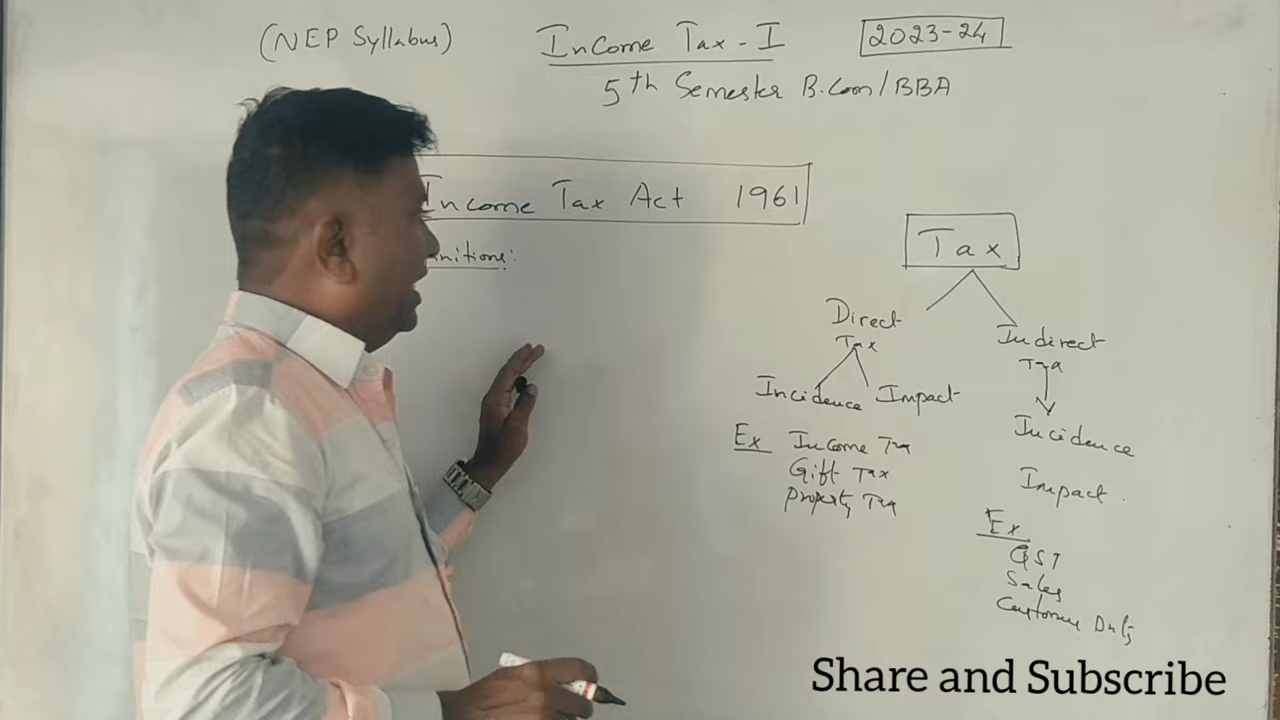 (NEP Syllabus) Income Tax - I 2023-24
5th Semester B.Com/BBA
Income Tax Act 1961
nitions:
Tax
Direct
Tax
Indirect
Tax
Incidence Impact
Incidence
Impact.
Ex Income Tax
Gift Tax
Property Tax
Ex
GST
Sales
Customs Duty
Share and Subscribe